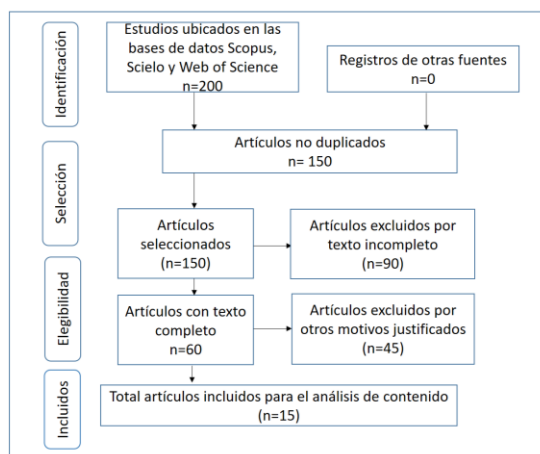 Identificación
Estudios ubicados en las
bases de datos Scopus,
Scielo y Web of Science
n=200
Registros de otras fuentes
n=0
Selección
Artículos no duplicados
n= 150
Artículos
seleccionados
(n=150)
Artículos excluidos por
texto incompleto
(n=90)
Elegibilidad
Artículos con texto
completo
n=60
Artículos excluidos por
otros motivos justificados
(n=45)
Incluidos
Total artículos incluidos para el análisis de contenido
(n=15)